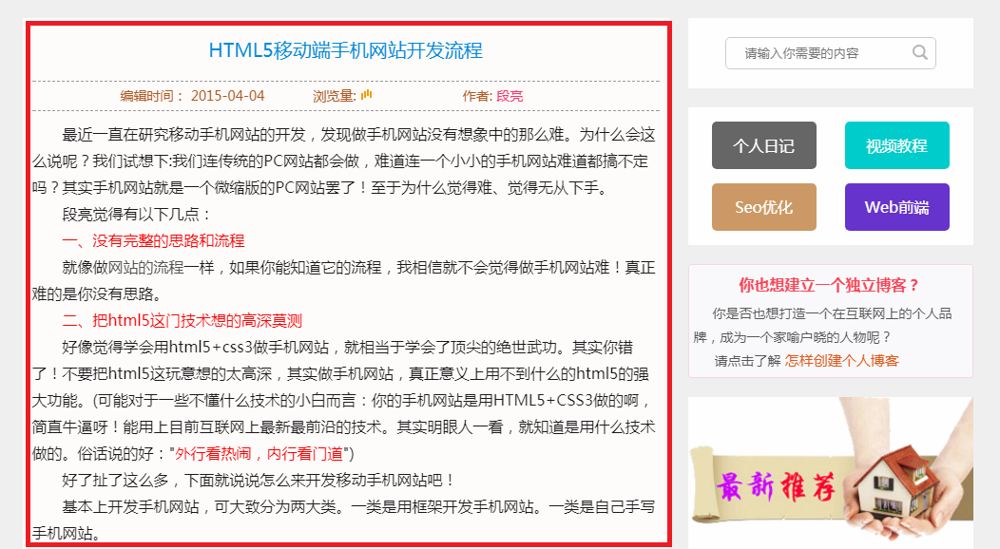 HTML5移动端手机网站开发流程
编辑时间： 2015-04-04 浏览量: 作者: 段亮
最近一直在研究移动手机网站的开发，发现做手机网站没有想象中的那么难。为什么会这
么说呢？我们试想下:我们连传统的PC网站都会做，难道连一个小小的手机网站难道都搞不定
吗？其实手机网站就是一个微缩版的PC网站罢了！至于为什么觉得难、觉得无从下手。
段亮觉得有以下几点：
一、没有完整的思路和流程
就像做网站的流程一样，如果你能知道它的流程，我相信就不会觉得做手机网站难！真正
难的是你没有思路。
二、把html5这门技术想的高深莫测
好像觉得学会用html5+css3做手机网站，就相当于学会了顶尖的绝世武功。其实你错
了！不要把html5这玩意想的太高深，其实做手机网站，真正意义上用不到什么的html5的强
大功能。(可能对于一些不懂什么技术的小白而言：你的手机网站是用HTML5+CSS3做的啊，
简直牛逼呀！能用上目前互联网上最新最前沿的技术。其实明眼人一看，就知道是用什么技术
做的。俗话说的好："外行看热闹，内行看门道")
好了扯了这么多，下面就说说怎么来开发移动手机网站吧！
基本上开发手机网站，可大致分为两大类。一类是用框架开发手机网站。一类是自己手写
手机网站。
请输入你需要的内容
个人日记 视频教程
Seo优化 Web前端
你也想建立一个独立博客？
你是否也想打造一个在互联网上的个人品
牌，成为一个家喻户晓的人物呢？
请点击了解 怎样创建个人博客
最新推荐